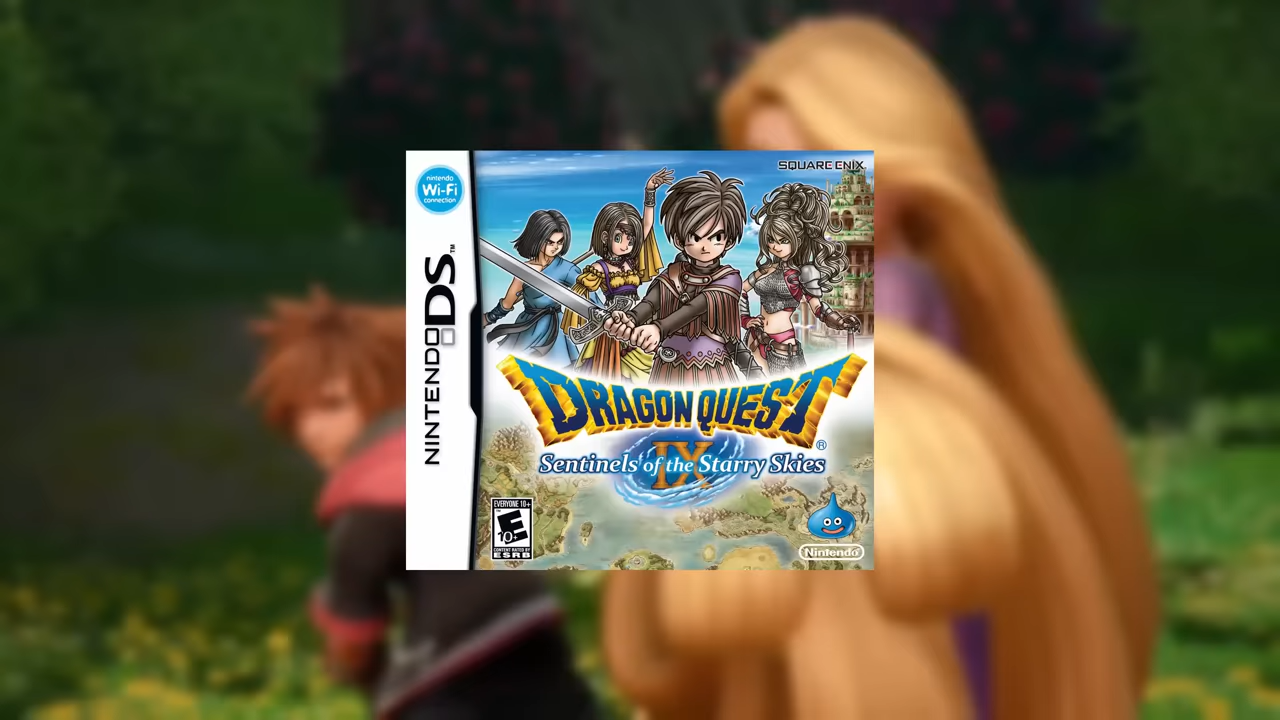 nintendo
Wi-Fi
connection
SQUARE ENIX
NINTENDO DS™
DRAGON QUEST®
IX
Sentinels of the Starry Skies
EVERYONE 10+
E
10+
CONTENT RATED BY
ESRB
Nintendo